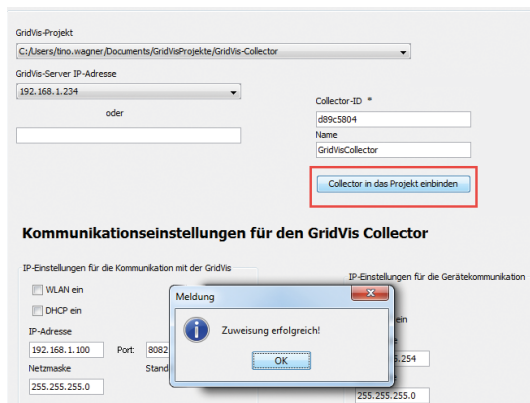 GridVis-Projekt
C:/Users/tino.wagner/Documents/GridVisProjekte/GridVis-Collector
GridVis-Server IP-Adresse
192.168.1.234
oder
Collector-ID *
d89c5804
Name
GridVisCollector
Collector in das Projekt einbinden
Kommunikationseinstellungen für den GridVis Collector
IP-Einstellungen für die Kommunikation mit der GridVis
IP-Einstellungen für die Gerätekommunikation
WLAN ein
DHCP ein
ein
IP-Adresse
192.168.1.100
Port:
8082
.254
Netzmaske
255.255.255.0
255.255.255.0
Meldung
Zuweisung erfolgreich!
OK